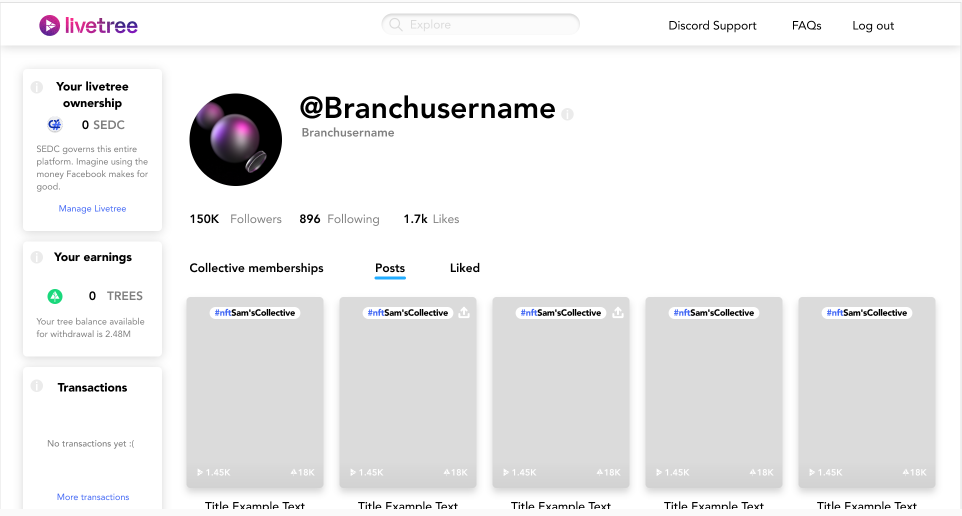 livetree
Explore
Discord Support
FAQs
Log out
Your livetree
ownership
0 SEDC
SEDC governs this entire
platform. Imagine using the
money Facebook makes for
good.
Manage Livetree
Your earnings
0 TREES
Your tree balance available
for withdrawal is 2.48M
Transactions
No transactions yet :(
More transactions
@Branchusername
Branchusername
150K Followers
896 Following
1.7k Likes
Collective memberships
Posts
Liked
#nftSam'sCollective
1.45K
18K
Title Example Text
#nftSam'sCollective
1.45K
18K
Title Example Text
#nftSam'sCollective
1.45K
18K
Title Example Text
#nftSam'sCollective
1.45K
18K
Title Example Text
#nftSam'sCollective
1.45K
18K
Title Example Text